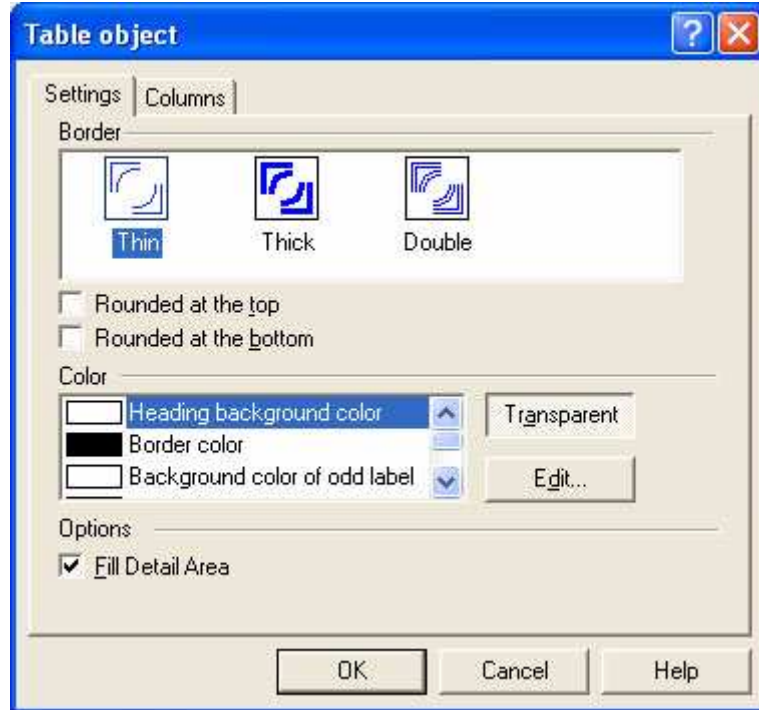 Table object
Settings Columns
Border
Thin Thick Double
Rounded at the top
Rounded at the bottom
Color
Heading background color
Transparent
Border color
Background color of odd label
Edit...
Options
Fill Detail Area
OK Cancel Help